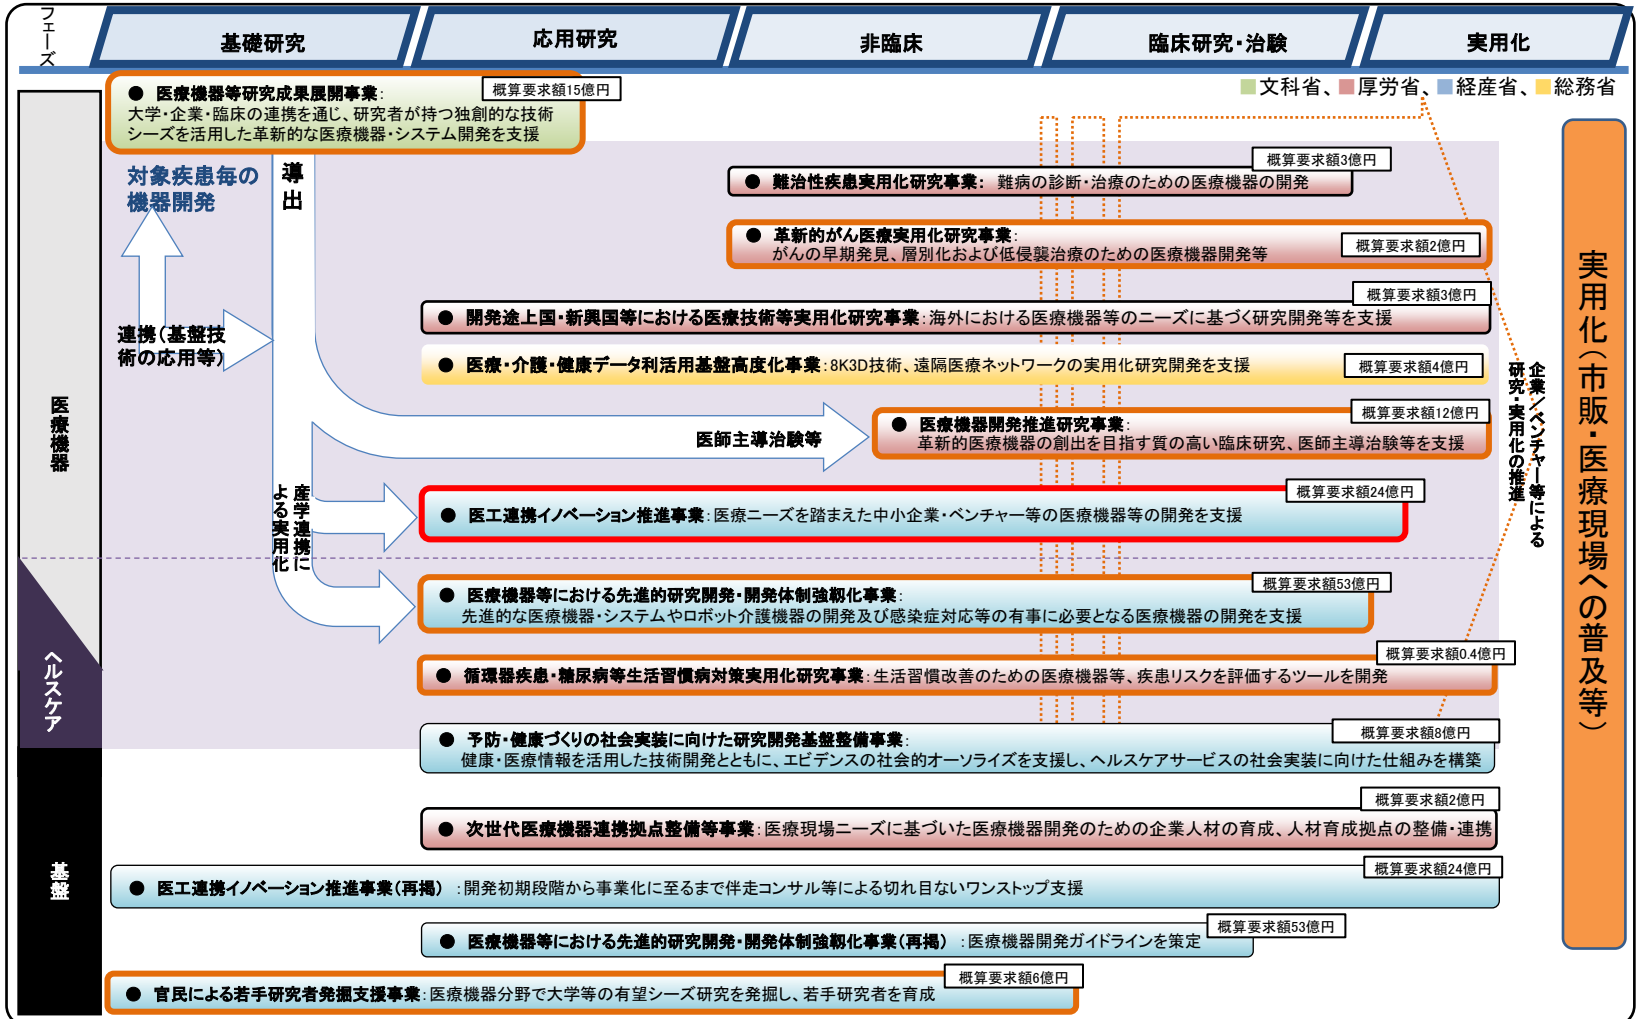 フェーズ
基礎研究
応用研究
非臨床
臨床研究・治験
実用化
■文科省、■厚労省、■経産省、■総務省
● 医療機器等研究成果展開事業：
概算要求額15億円
大学・企業・臨床の連携を通じ、研究者が持つ独創的な技術
シーズを活用した革新的な医療機器・システム開発を支援
対象疾患毎の
機器開発
導
出
連携（基盤技
術の応用等）
概算要求額3億円
● 難治性疾患実用化研究事業： 難病の診断・治療のための医療機器の開発
● 革新的がん医療実用化研究事業：
がんの早期発見、層別化および低侵襲治療のための医療機器開発等
概算要求額2億円
概算要求額3億円
● 開発途上国・新興国等における医療技術等実用化研究事業：海外における医療機器等のニーズに基づく研究開発等を支援
● 医療・介護・健康データ利活用基盤高度化事業：8K3D技術、遠隔医療ネットワークの実用化研究開発を支援
概算要求額4億円
医師主導治験等
概算要求額12億円
● 医療機器開発推進研究事業：
革新的医療機器の創出を目指す質の高い臨床研究、医師主導治験等を支援
産学連携に
よる実用化
概算要求額24億円
● 医工連携イノベーション推進事業：医療ニーズを踏まえた中小企業・ベンチャー等の医療機器等の開発を支援
概算要求額53億円
● 医療機器等における先進的研究開発・開発体制強靱化事業：
先進的な医療機器・システムやロボット介護機器の開発及び感染症対応等の有事に必要となる医療機器の開発を支援
概算要求額0.4億円
● 循環器疾患・糖尿病等生活習慣病対策実用化研究事業：生活習慣改善のための医療機器等、疾患リスクを評価するツールを開発
概算要求額8億円
● 予防・健康づくりの社会実装に向けた研究開発基盤整備事業：
健康・医療情報を活用した技術開発とともに、エビデンスの社会的オーソライズを支援し、ヘルスケアサービスの社会実装に向けた仕組みを構築
概算要求額2億円
● 次世代医療機器連携拠点整備等事業：医療現場ニーズに基づいた医療機器開発のための企業人材の育成、人材育成拠点の整備・連携
概算要求額24億円
● 医工連携イノベーション推進事業（再掲）：開発初期段階から事業化に至るまで伴走コンサル等による切れ目ないワンストップ支援
概算要求額53億円
● 医療機器等における先進的研究開発・開発体制強靱化事業（再掲）：医療機器開発ガイドラインを策定
概算要求額6億円
● 官民による若手研究者発掘支援事業：医療機器分野で大学等の有望シーズ研究を発掘し、若手研究者を育成
医療機器
ヘルスケア
基盤
企業／ベンチャー等による
研究・実用化の推進
実用化（市販・医療現場への普及等）